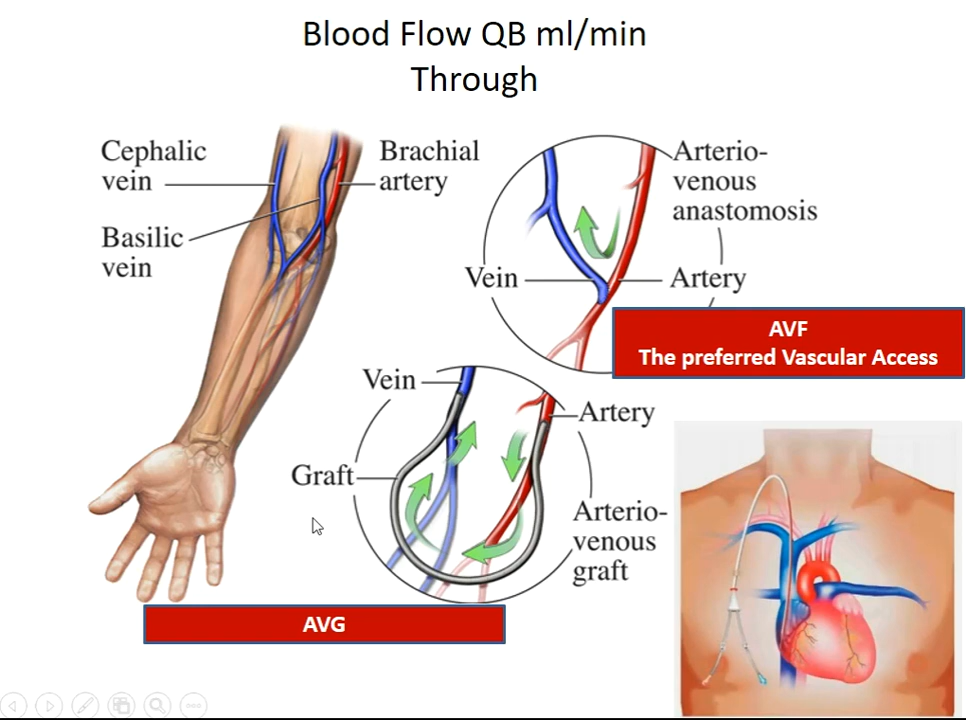 Blood Flow QB ml/min
Through
Cephalic
vein
Basilic
vein
Brachial
artery
Arterio-
venous
anastomosis
Vein
Artery
AVF
The preferred Vascular Access
Vein
Artery
Graft
Arterio-
venous
graft
AVG